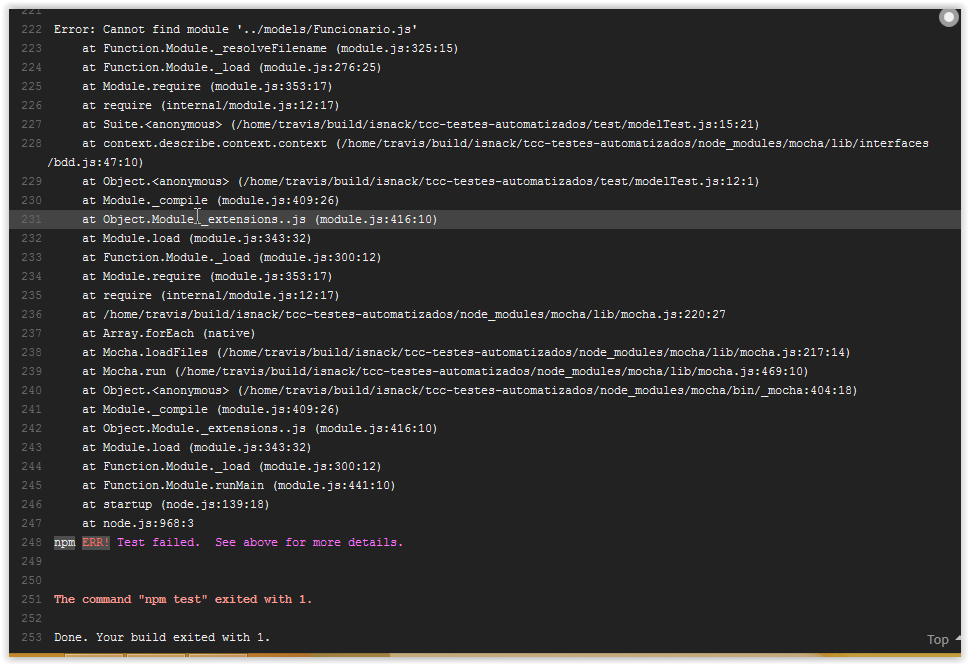 221
222 Error: Cannot find module '../models/Funcionario.js'
223 at Function.Module._resolveFilename (module.js:325:15)
224 at Function.Module._load (module.js:276:25)
225 at Module.require (module.js:353:17)
226 at require (internal/module.js:12:17)
227 at Suite.<anonymous> (/home/travis/build/isnack/tcc-testes-automatizados/test/modelTest.js:15:21)
228 at context.describe.context.context (/home/travis/build/isnack/tcc-testes-automatizados/node_modules/mocha/lib/interfaces
/bdd.js:47:10)
229 at Object.<anonymous> (/home/travis/build/isnack/tcc-testes-automatizados/test/modelTest.js:12:1)
230 at Module._compile (module.js:409:26)
231 at Object.Module._extensions..js (module.js:416:10)
232 at Module.load (module.js:343:32)
233 at Function.Module._load (module.js:300:12)
234 at Module.require (module.js:353:17)
235 at require (internal/module.js:12:17)
236 at /home/travis/build/isnack/tcc-testes-automatizados/node_modules/mocha/lib/mocha.js:220:27
237 at Array.forEach (native)
238 at Mocha.loadFiles (/home/travis/build/isnack/tcc-testes-automatizados/node_modules/mocha/lib/mocha.js:217:14)
239 at Mocha.run (/home/travis/build/isnack/tcc-testes-automatizados/node_modules/mocha/lib/mocha.js:469:10)
240 at Object.<anonymous> (/home/travis/build/isnack/tcc-testes-automatizados/node_modules/mocha/bin/_mocha:404:18)
241 at Module._compile (module.js:409:26)
242 at Object.Module._extensions..js (module.js:416:10)
243 at Module.load (module.js:343:32)
244 at Function.Module._load (module.js:300:12)
245 at Function.Module.runMain (module.js:441:10)
246 at startup (node.js:139:18)
247 at node.js:968:3
248 npm ERR! Test failed.  See above for more details.
249
250
251 The command "npm test" exited with 1.
252
253 Done. Your build exited with 1.
Top